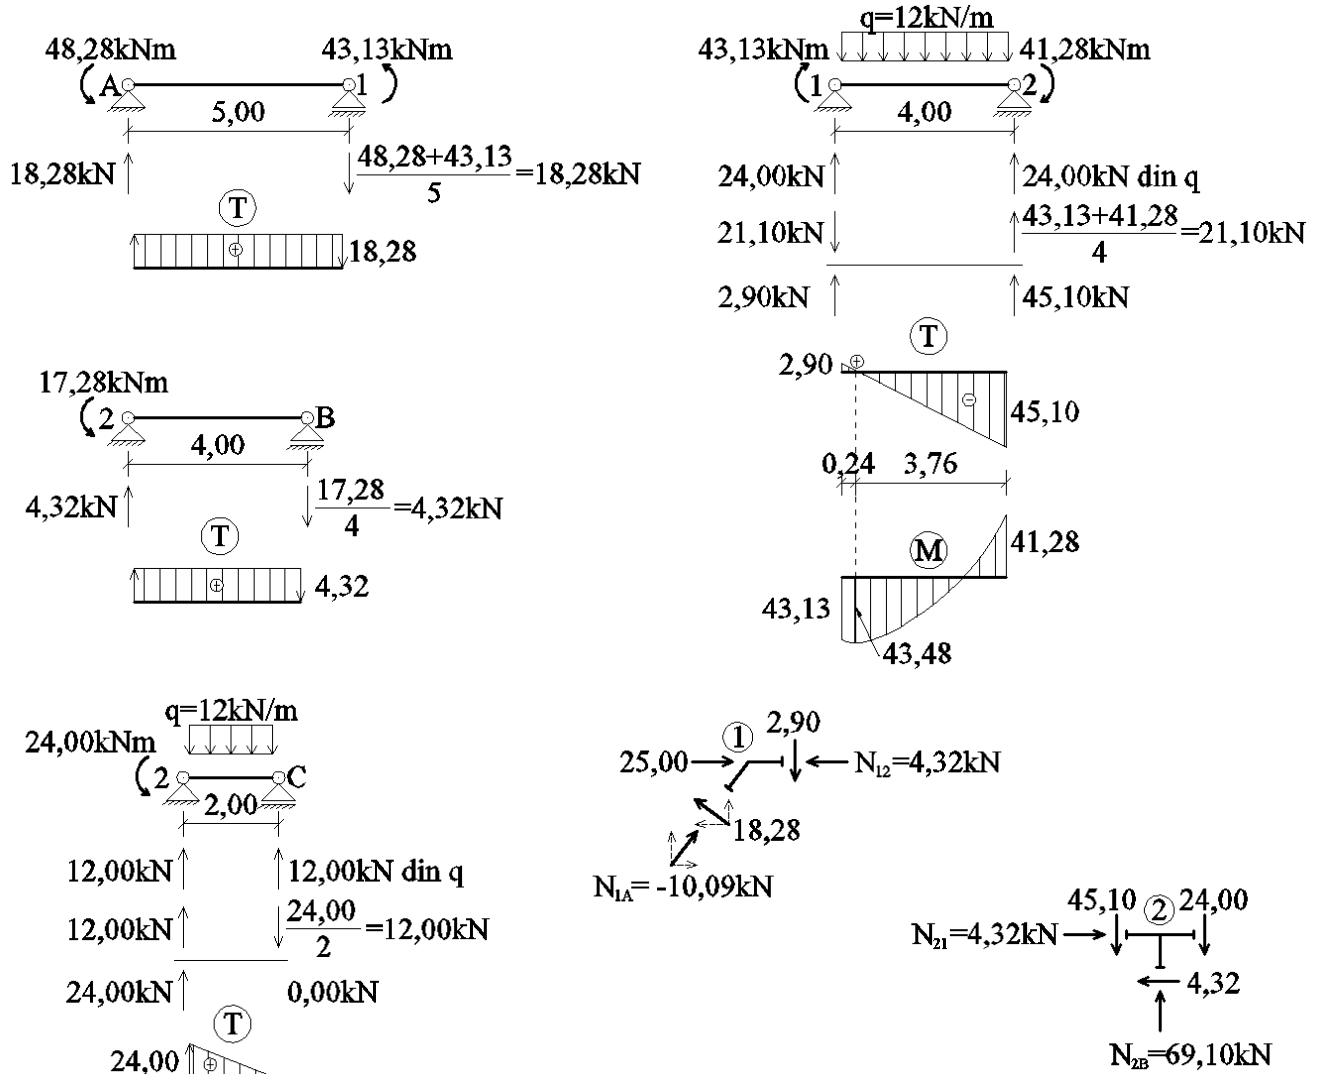 48,28kNm
43,13kNm
A
1
5,00
18,28kN
48,28+43,13
5
=18,28kN
T
+
18,28
q=12kN/m
43,13kNm
41,28kNm
1
2
4,00
24,00kN
24,00kN din q
21,10kN
43,13+41,28
4
=21,10kN
2,90kN
45,10kN
T
2,90
+
-
45,10
0,24
3,76
M
41,28
43,13
43,48
17,28kNm
2
B
4,00
4,32kN
17,28
4
=4,32kN
T
+
4,32
q=12kN/m
24,00kNm
2
C
2,00
12,00kN
12,00kN din q
12,00kN
24,00
2
=12,00kN
24,00kN
0,00kN
T
24,00
+
1
2,90
25,00
N12=4,32kN
18,28
N1A= -10,09kN
45,10
2
24,00
N21=4,32kN
4,32
N2B=69,10kN